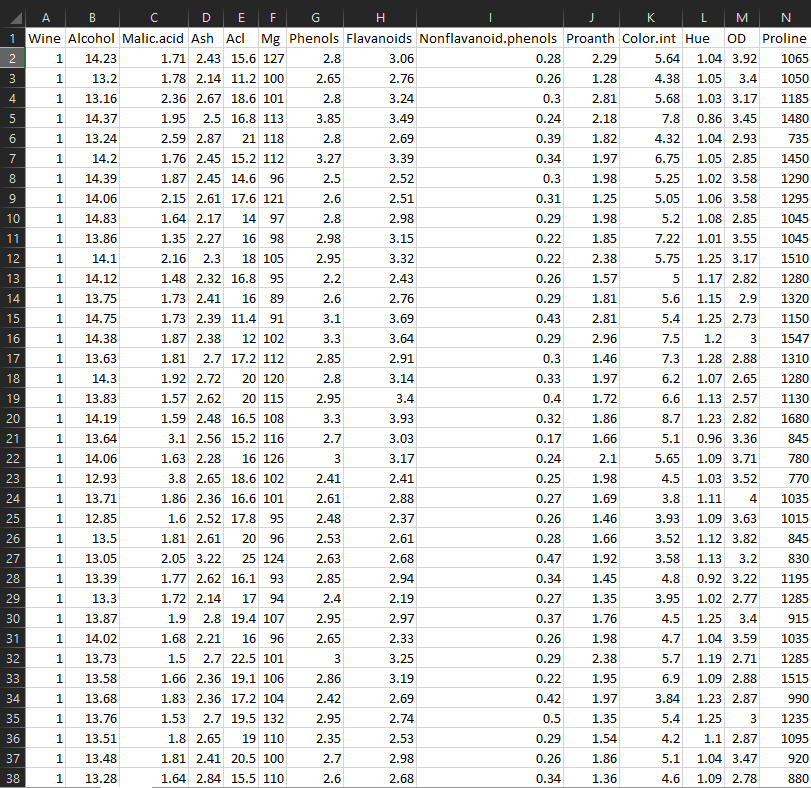 A B C D E F G H I J K L M N
1 Wine Alcohol Malic.acid Ash Acl Mg Phenols Flavanoids Nonflavanoid.phenols Proanth Color.int Hue OD Proline
2 1 14.23 1.71 2.43 15.6 127 2.8 3.06 0.28 2.29 5.64 1.04 3.92 1065
3 1 13.2 1.78 2.14 11.2 100 2.65 2.76 0.26 1.28 4.38 1.05 3.4 1050
4 1 13.16 2.36 2.67 18.6 101 2.8 3.24 0.3 2.81 5.68 1.03 3.17 1185
5 1 14.37 1.95 2.5 16.8 113 3.85 3.49 0.24 2.18 7.8 0.86 3.45 1480
6 1 13.24 2.59 2.87 21 118 2.8 2.69 0.39 1.82 4.32 1.04 2.93 735
7 1 14.2 1.76 2.45 15.2 112 3.27 3.39 0.34 1.97 6.75 1.05 2.85 1450
8 1 14.39 1.87 2.45 14.6 96 2.5 2.52 0.3 1.98 5.25 1.02 3.58 1290
9 1 14.06 2.15 2.61 17.6 121 2.6 2.51 0.31 1.25 5.05 1.06 3.58 1295
10 1 14.83 1.64 2.17 14 97 2.8 2.98 0.29 1.98 5.2 1.08 2.85 1045
11 1 13.86 1.35 2.27 16 98 2.98 3.15 0.22 1.85 7.22 1.01 3.55 1045
12 1 14.1 2.16 2.3 18 105 2.95 3.32 0.22 2.38 5.75 1.25 3.17 1510
13 1 14.12 1.48 2.32 16.8 95 2.2 2.43 0.26 1.57 5 1.17 2.82 1280
14 1 13.75 1.73 2.41 16 89 2.6 2.76 0.29 1.81 5.6 1.15 2.9 1320
15 1 14.75 1.73 2.39 11.4 91 3.1 3.69 0.43 2.81 5.4 1.25 2.73 1150
16 1 14.38 1.87 2.38 12 102 3.3 3.64 0.29 2.96 7.5 1.2 3 1547
17 1 13.63 1.81 2.7 17.2 112 2.85 2.91 0.3 1.46 7.3 1.28 2.88 1310
18 1 14.3 1.92 2.72 20 120 2.8 3.14 0.33 1.97 6.2 1.07 2.65 1280
19 1 13.83 1.57 2.62 20 115 2.95 3.4 0.4 1.72 6.6 1.13 2.57 1130
20 1 14.19 1.59 2.48 16.5 108 3.3 3.93 0.32 1.86 8.7 1.23 2.82 1680
21 1 13.64 3.1 2.56 15.2 116 2.7 3.03 0.17 1.66 5.1 0.96 3.36 845
22 1 14.06 1.63 2.28 16 126 3 3.17 0.24 2.1 5.65 1.09 3.71 780
23 1 12.93 3.8 2.65 18.6 102 2.41 2.41 0.25 1.98 4.5 1.03 3.52 770
24 1 13.71 1.86 2.36 16.6 101 2.61 2.88 0.27 1.69 3.8 1.11 4 1035
25 1 12.85 1.6 2.52 17.8 95 2.48 2.37 0.26 1.46 3.93 1.09 3.63 1015
26 1 13.5 1.81 2.61 20 96 2.53 2.61 0.28 1.66 3.52 1.12 3.82 845
27 1 13.05 2.05 3.22 25 124 2.63 2.68 0.47 1.92 3.58 1.13 3.2 830
28 1 13.39 1.77 2.62 16.1 93 2.85 2.94 0.34 1.45 4.8 0.92 3.22 1195
29 1 13.3 1.72 2.14 17 94 2.4 2.19 0.27 1.35 3.95 1.02 2.77 1285
30 1 13.87 1.9 2.8 19.4 107 2.95 2.97 0.37 1.76 4.5 1.25 3.4 915
31 1 14.02 1.68 2.21 16 96 2.65 2.33 0.26 1.98 4.7 1.04 3.59 1035
32 1 13.73 1.5 2.7 22.5 101 3 3.25 0.29 2.38 5.7 1.19 2.71 1285
33 1 13.58 1.66 2.36 19.1 106 2.86 3.19 0.22 1.95 6.9 1.09 2.88 1515
34 1 13.68 1.83 2.36 17.2 104 2.42 2.69 0.42 1.97 3.84 1.23 2.87 990
35 1 13.76 1.53 2.7 19.5 132 2.95 2.74 0.5 1.35 5.4 1.25 3 1235
36 1 13.51 1.8 2.65 19 110 2.35 2.53 0.29 1.54 4.2 1.1 2.87 1095
37 1 13.48 1.81 2.41 20.5 100 2.7 2.98 0.26 1.86 5.1 1.04 3.47 920
38 1 13.28 1.64 2.84 15.5 110 2.6 2.68 0.34 1.36 4.6 1.09 2.78 880